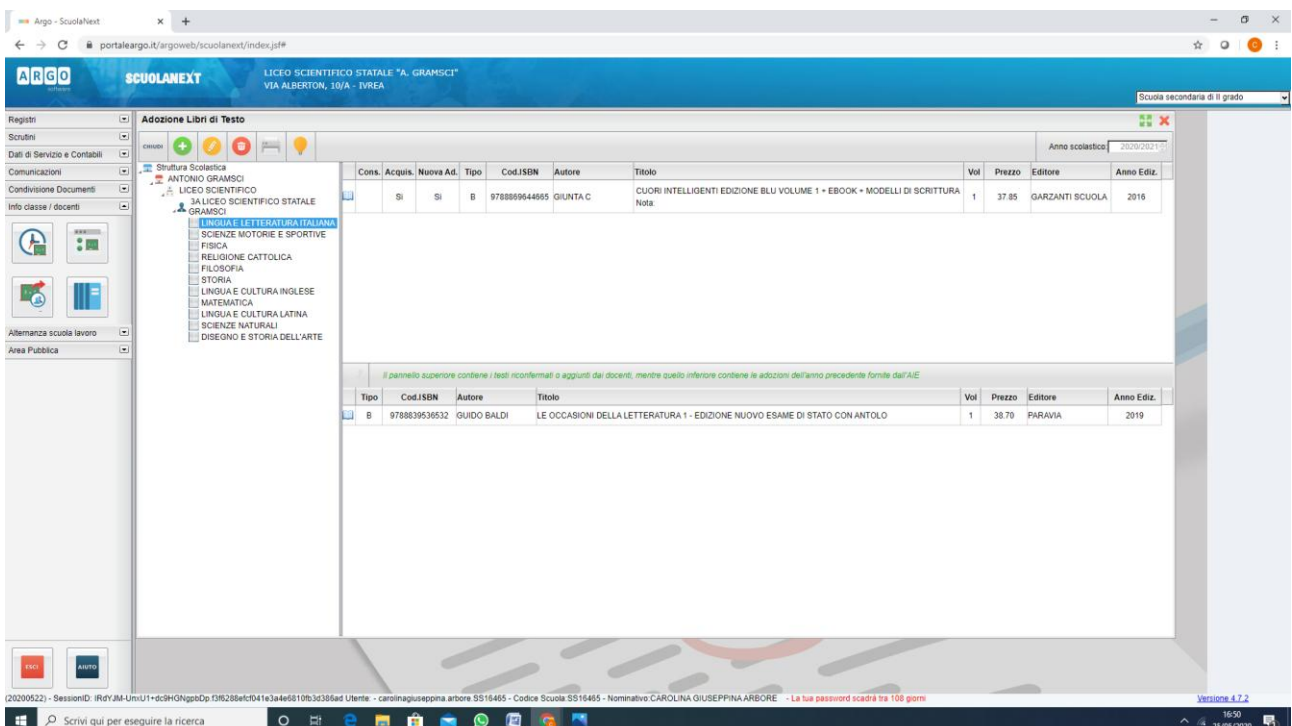 Argo - ScuolaNext
portaleargo.it/argoweb/scuolanext/index.jsf#
ARGO
software
SCUOLANEXT
LICEO SCIENTIFICO STATALE "A. GRAMSCI"
VIA ALBERTON, 10/A - IVREA
Scuola secondaria di II grado
Registri
Scrutini
Dati di Servizio e Contabili
Comunicazioni
Condivisione Documenti
Info classe / docenti
Alternanza scuola lavoro
Area Pubblica
ESCI
AIUTO
Adozione Libri di Testo
CHIUDI
Anno scolastico: 2020/2021
Struttura Scolastica
ANTONIO GRAMSCI
LICEO SCIENTIFICO
3A LICEO SCIENTIFICO STATALE
GRAMSCI
LINGUA E LETTERATURA ITALIANA
SCIENZE MOTORIE E SPORTIVE
FISICA
RELIGIONE CATTOLICA
FILOSOFIA
STORIA
LINGUA E CULTURA INGLESE
MATEMATICA
LINGUA E CULTURA LATINA
SCIENZE NATURALI
DISEGNO E STORIA DELL'ARTE
Cons. Acquis. Nuova Ad. Tipo Cod.ISBN Autore Titolo Vol Prezzo Editore Anno Ediz.
Si Si B 9788869644665 GIUNTA C CUORI INTELLIGENTI EDIZIONE BLU VOLUME 1 + EBOOK + MODELLI DI SCRITTURA 1 37.85 GARZANTI SCUOLA 2016
Nota:
Il pannello superiore contiene i testi riconfermati o aggiunti dai docenti, mentre quello inferiore contiene le adozioni dell'anno precedente fornite dall'AIE
Tipo Cod.ISBN Autore Titolo Vol Prezzo Editore Anno Ediz.
B 9788839536532 GUIDO BALDI LE OCCASIONI DELLA LETTERATURA 1 - EDIZIONE NUOVO ESAME DI STATO CON ANTOLO 1 38.70 PARAVIA 2019
(20200522) - SessionID: Utente: - carolinagiuseppina.arbore.SS16465 - Codice Scuola:SS16465 - Nominativo:CAROLINA GIUSEPPINA ARBORE - La tua password scadrà tra 108 giorni
Versione 4.7.2
Scrivi qui per eseguire la ricerca
16:50